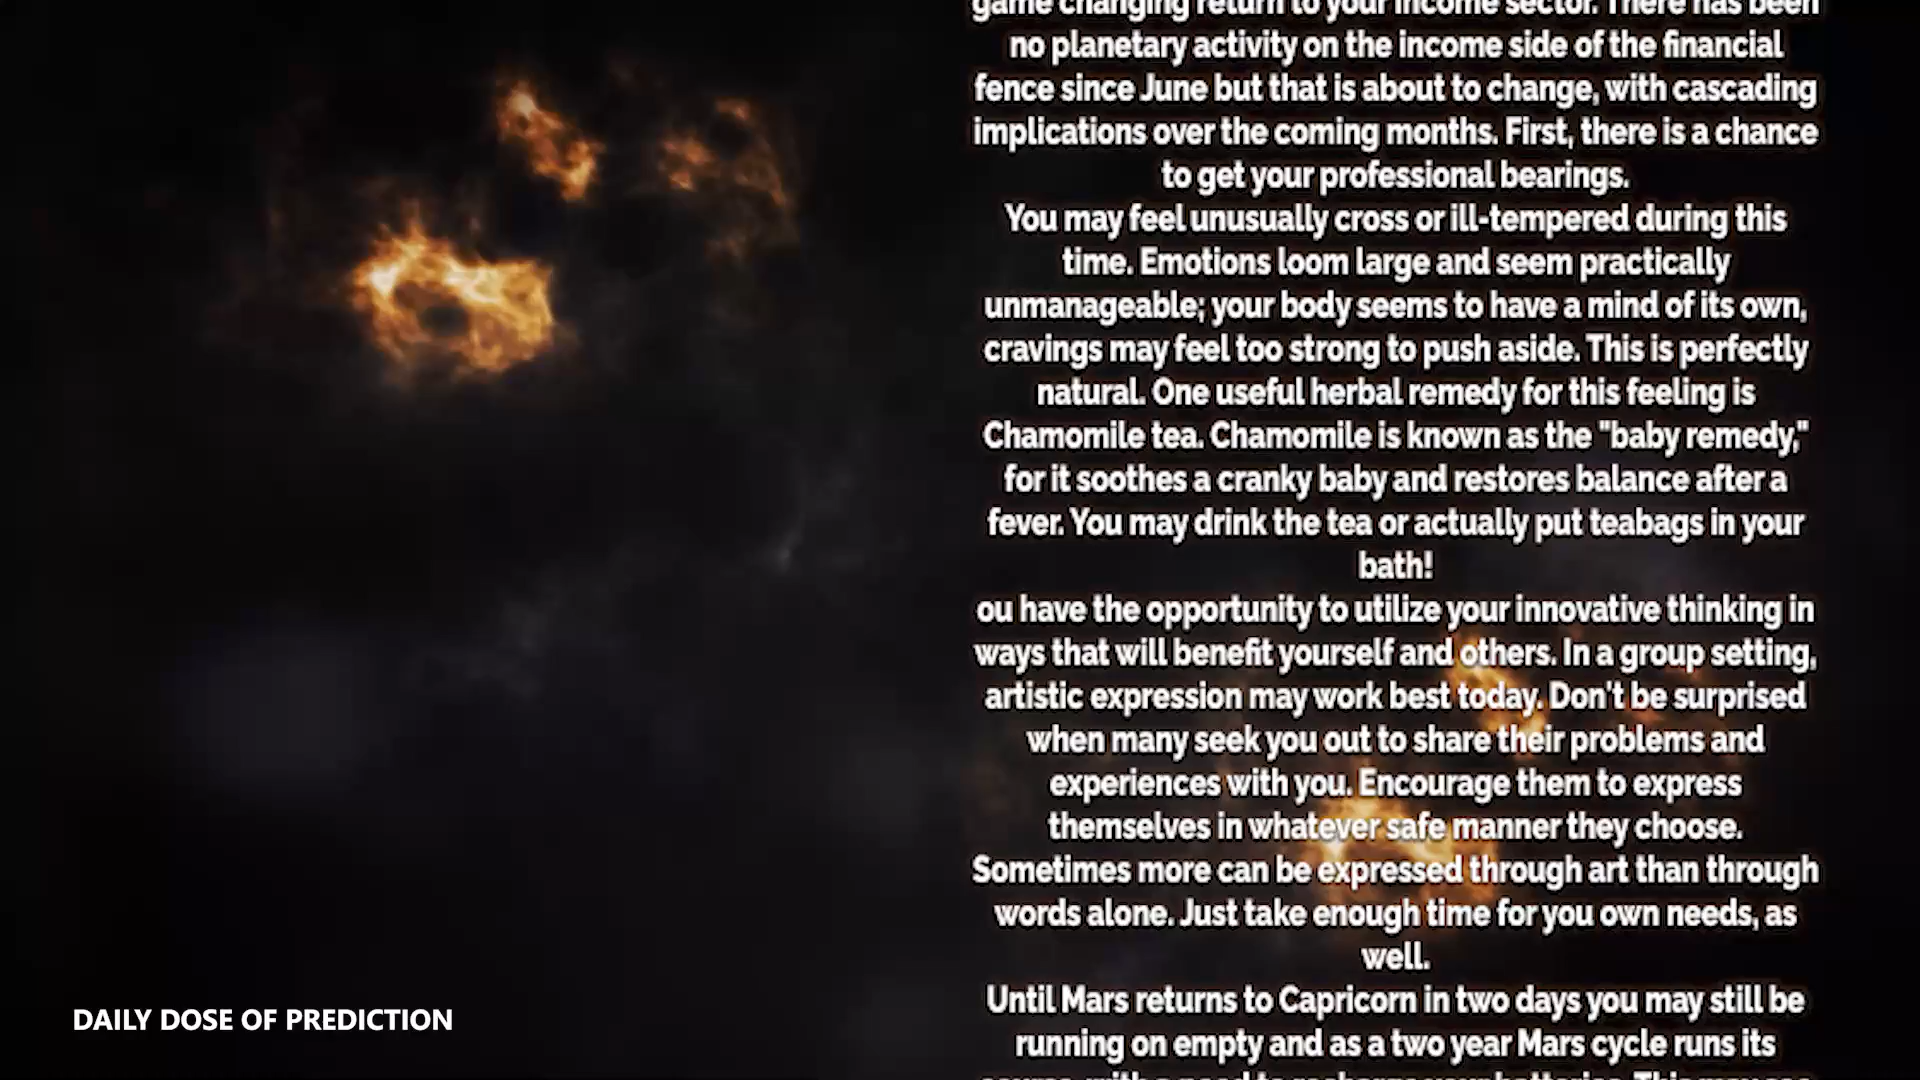 game changing return to your income sector. There has been
no planetary activity on the income side of the financial
fence since June but that is about to change, with cascading
implications over the coming months. First, there is a chance
to get your professional bearings.
You may feel unusually cross or ill-tempered during this
time. Emotions loom large and seem practically
unmanageable; your body seems to have a mind of its own,
cravings may feel too strong to push aside. This is perfectly
natural. One useful herbal remedy for this feeling is
Chamomile tea. Chamomile is known as the "baby remedy,"
for it soothes a cranky baby and restores balance after a
fever. You may drink the tea or actually put teabags in your
bath!
ou have the opportunity to utilize your innovative thinking in
ways that will benefit yourself and others. In a group setting,
artistic expression may work best today. Don't be surprised
when many seek you out to share their problems and
experiences with you. Encourage them to express
themselves in whatever safe manner they choose.
Sometimes more can be expressed through art than through
words alone. Just take enough time for you own needs, as
well.
Until Mars returns to Capricorn in two days you may still be
running on empty and as a two year Mars cycle runs its
DAILY DOSE OF PREDICTION